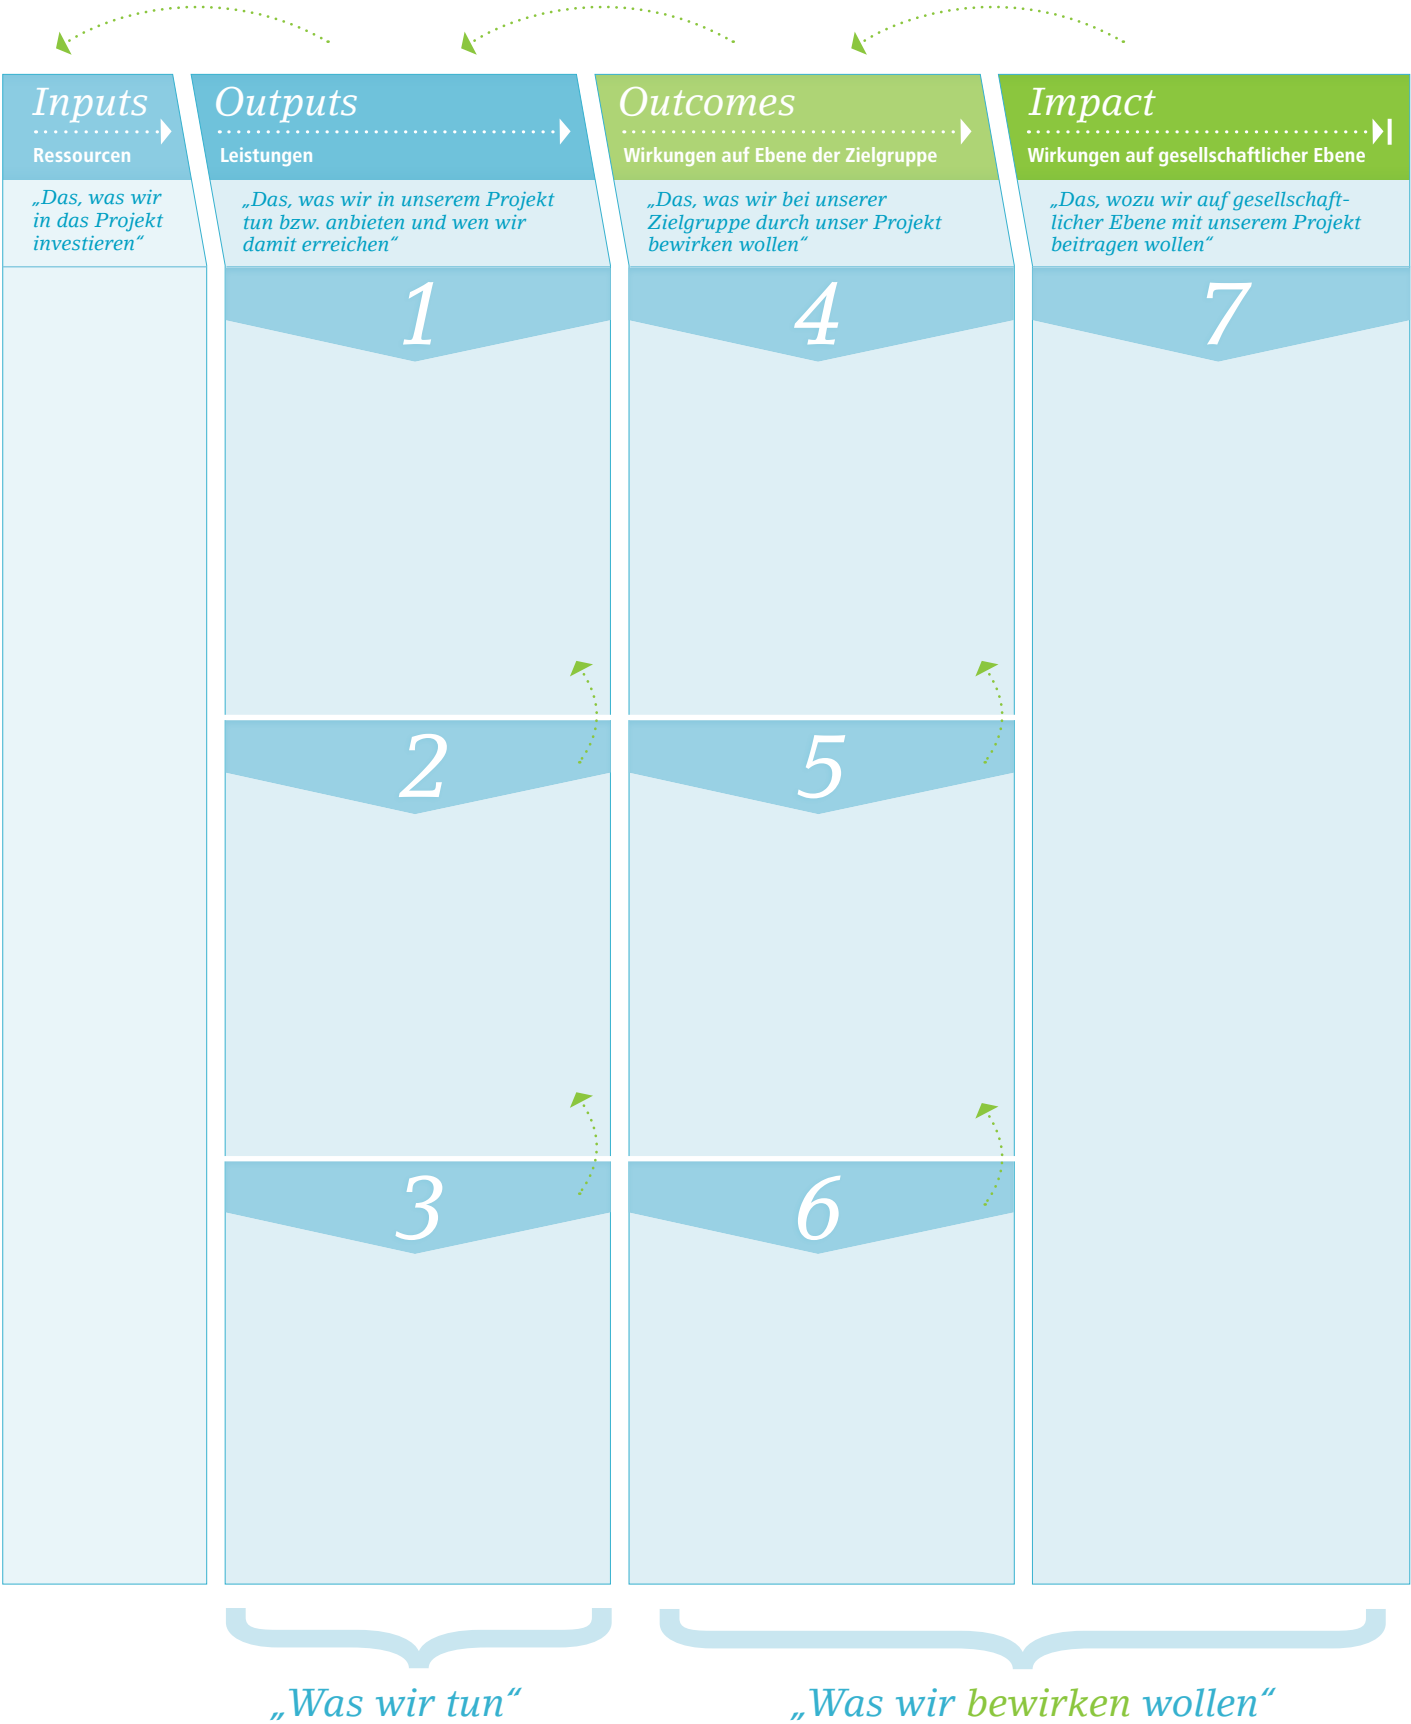 Inputs
Ressourcen
„Das, was wir
in das Projekt
investieren“
Outputs
Leistungen
„Das, was wir in unserem Projekt
tun bzw. anbieten und wen wir
damit erreichen“
Outcomes
Wirkungen auf Ebene der Zielgruppe
„Das, was wir bei unserer
Zielgruppe durch unser Projekt
bewirken wollen“
Impact
Wirkungen auf gesellschaftlicher Ebene
„Das, wozu wir auf gesellschaft-
licher Ebene mit unserem Projekt
beitragen wollen“
1
2
3
4
5
6
7
„Was wir tun“
„Was wir bewirken wollen“